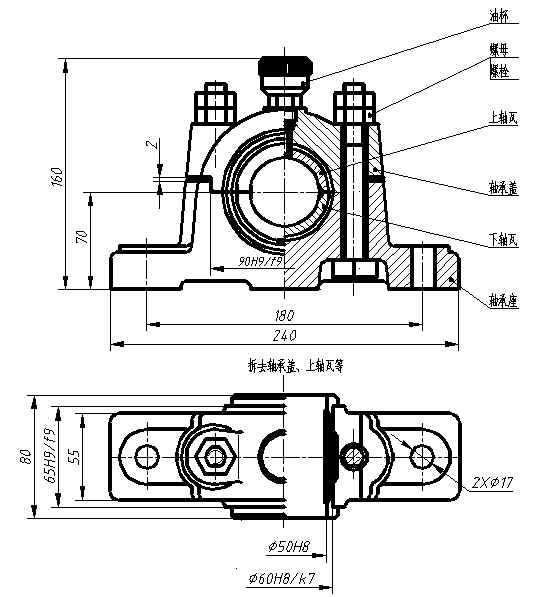 油杯
螺母
螺栓
上轴瓦
轴承盖
下轴瓦
轴承座
2
160
70
90H9/f9
180
240
拆去轴承盖、上轴瓦等
80
65H9/f9
55
2XΦ17
Φ50H8
Φ60H8/k7